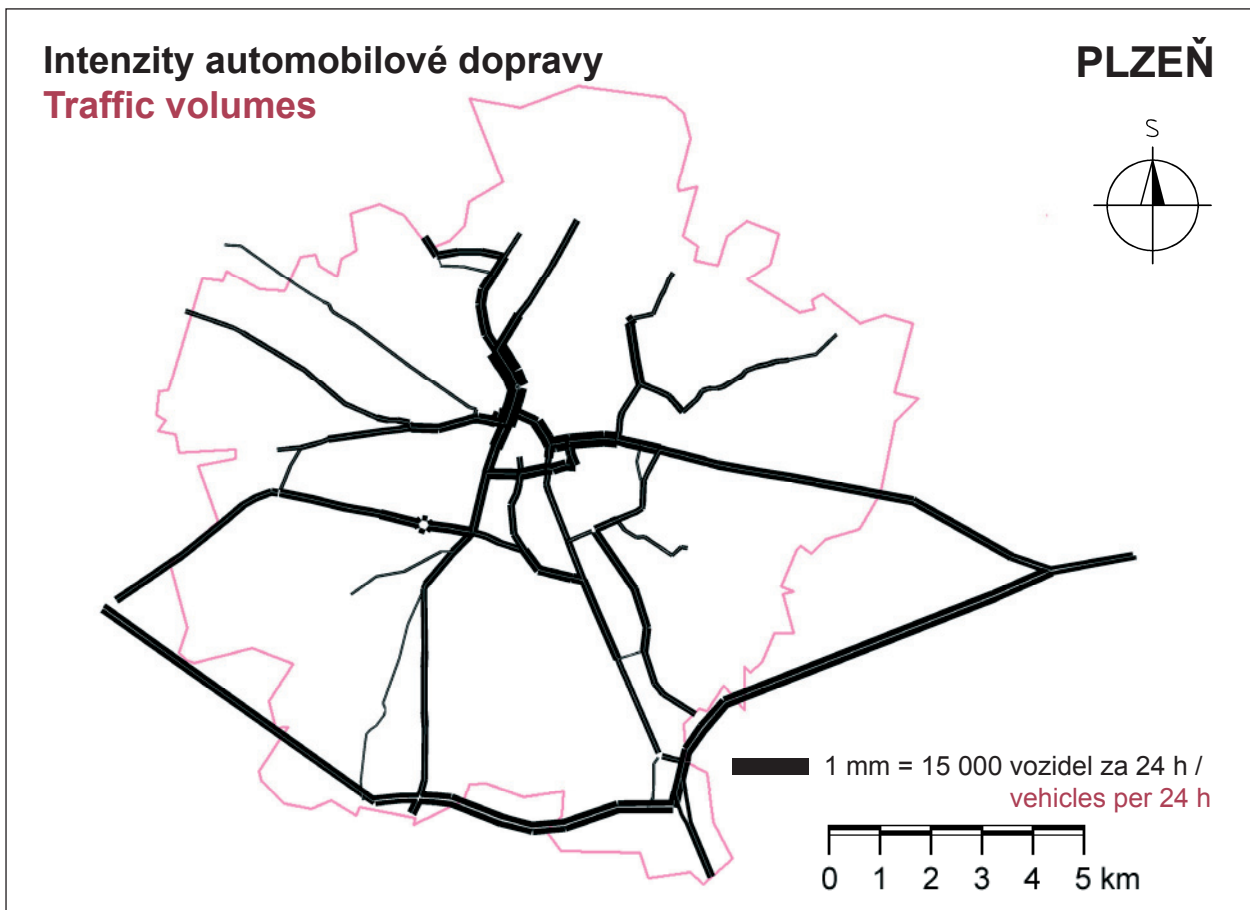 Intenzity automobilové dopravy
Traffic volumes
PLZEŇ
S
1 mm = 15 000 vozidel za 24 h /
vehicles per 24 h
0 1 2 3 4 5 km